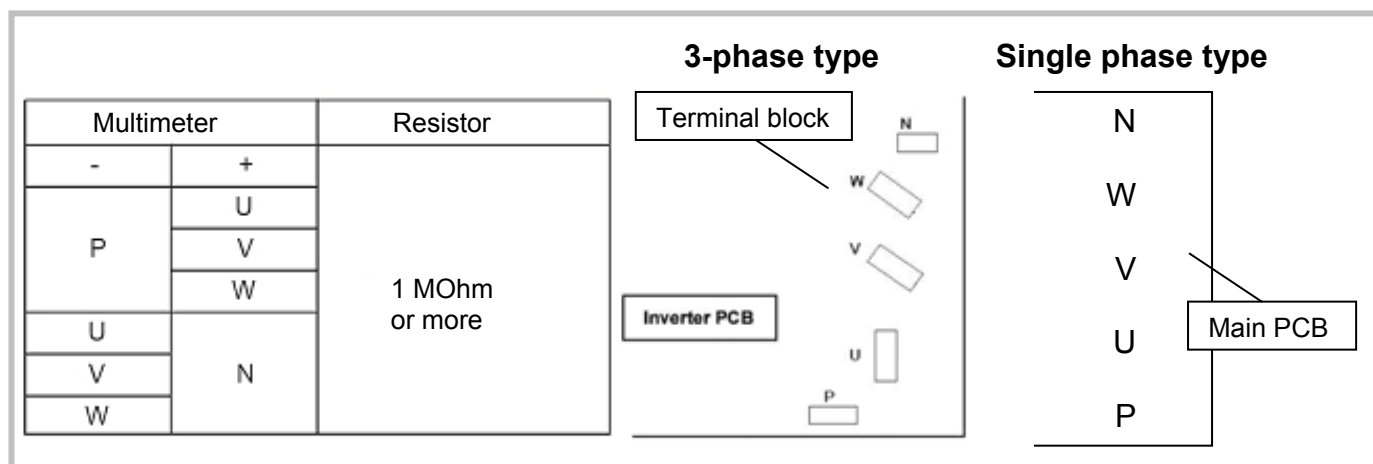 3-phase type
Single phase type
Multimeter Resistor
- +
P
U
V
W
1 MOhm
or more
U
V
W
N
Terminal block
N
W
V
Inverter PCB
U
P
N
W
V
U
P
Main PCB